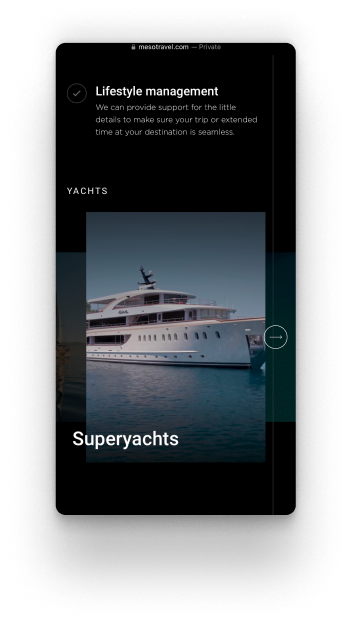 mesotravel.com — Private
Lifestyle management
We can provide support for the little
details to make sure your trip or extended
time at your destination is seamless.
YACHTS
Superyachts